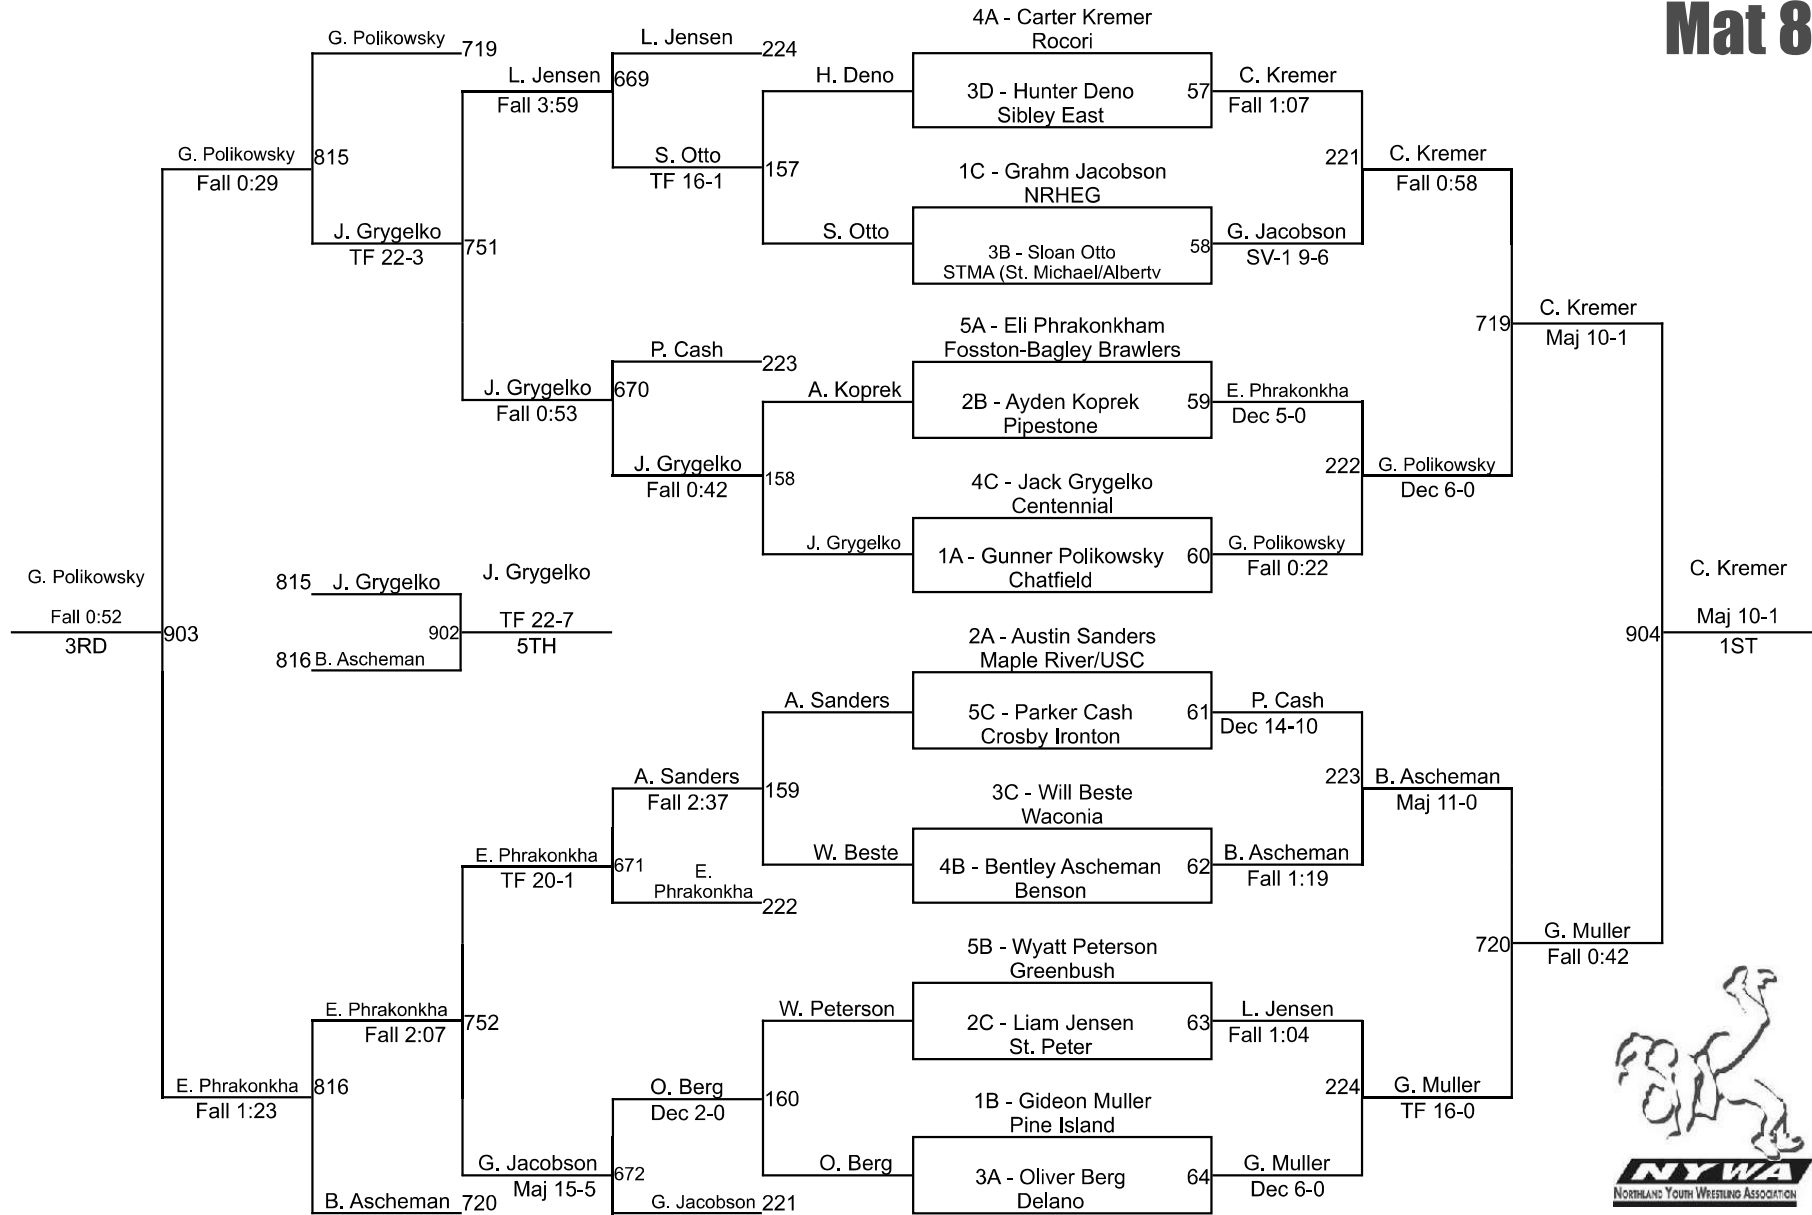 Mat 8
4A - Carter Kremer
Rocori
3D - Hunter Deno
Sibley East
57
1C - Grahm Jacobson
NRHEG
3B - Sloan Otto
STMA (St. Michael/Albertv
58
5A - Eli Phrakonkham
Fosston-Bagley Brawlers
2B - Ayden Koprek
Pipestone
59
4C - Jack Grygelko
Centennial
1A - Gunner Polikowsky
Chatfield
60
2A - Austin Sanders
Maple River/USC
5C - Parker Cash
Crosby Ironton
61
3C - Will Beste
Waconia
4B - Bentley Ascheman
Benson
62
5B - Wyatt Peterson
Greenbush
2C - Liam Jensen
St. Peter
63
1B - Gideon Muller
Pine Island
3A - Oliver Berg
Delano
64
C. Kremer
Fall 1:07
G. Jacobson
SV-1 9-6
E. Phrakonkha
Dec 5-0
G. Polikowsky
Fall 0:22
P. Cash
Dec 14-10
B. Ascheman
Fall 1:19
L. Jensen
Fall 1:04
G. Muller
Dec 6-0
221
C. Kremer
Fall 0:58
222
G. Polikowsky
Dec 6-0
223
B. Ascheman
Maj 11-0
224
G. Muller
TF 16-0
719
C. Kremer
Maj 10-1
720
G. Muller
Fall 0:42
904
C. Kremer
Maj 10-1
1ST
H. Deno
S. Otto
A. Koprek
J. Grygelko
A. Sanders
W. Beste
W. Peterson
O. Berg
157
158
159
160
L. Jensen
224
S. Otto
TF 16-1
P. Cash
223
J. Grygelko
Fall 0:42
A. Sanders
Fall 2:37
E.
Phrakonkha
222
O. Berg
Dec 2-0
G. Jacobson
221
669
L. Jensen
Fall 3:59
670
J. Grygelko
Fall 0:53
671
E. Phrakonkha
TF 20-1
672
G. Jacobson
Maj 15-5
G. Polikowsky
719
751
J. Grygelko
TF 22-3
752
E. Phrakonkha
Fall 2:07
B. Ascheman
720
815
G. Polikowsky
Fall 0:29
816
E. Phrakonkha
Fall 1:23
903
G. Polikowsky
Fall 0:52
3RD
815
J. Grygelko
816
B. Ascheman
902
J. Grygelko
TF 22-7
5TH
NYWA
NORTHLAND YOUTH WRESTLING ASSOCIATION